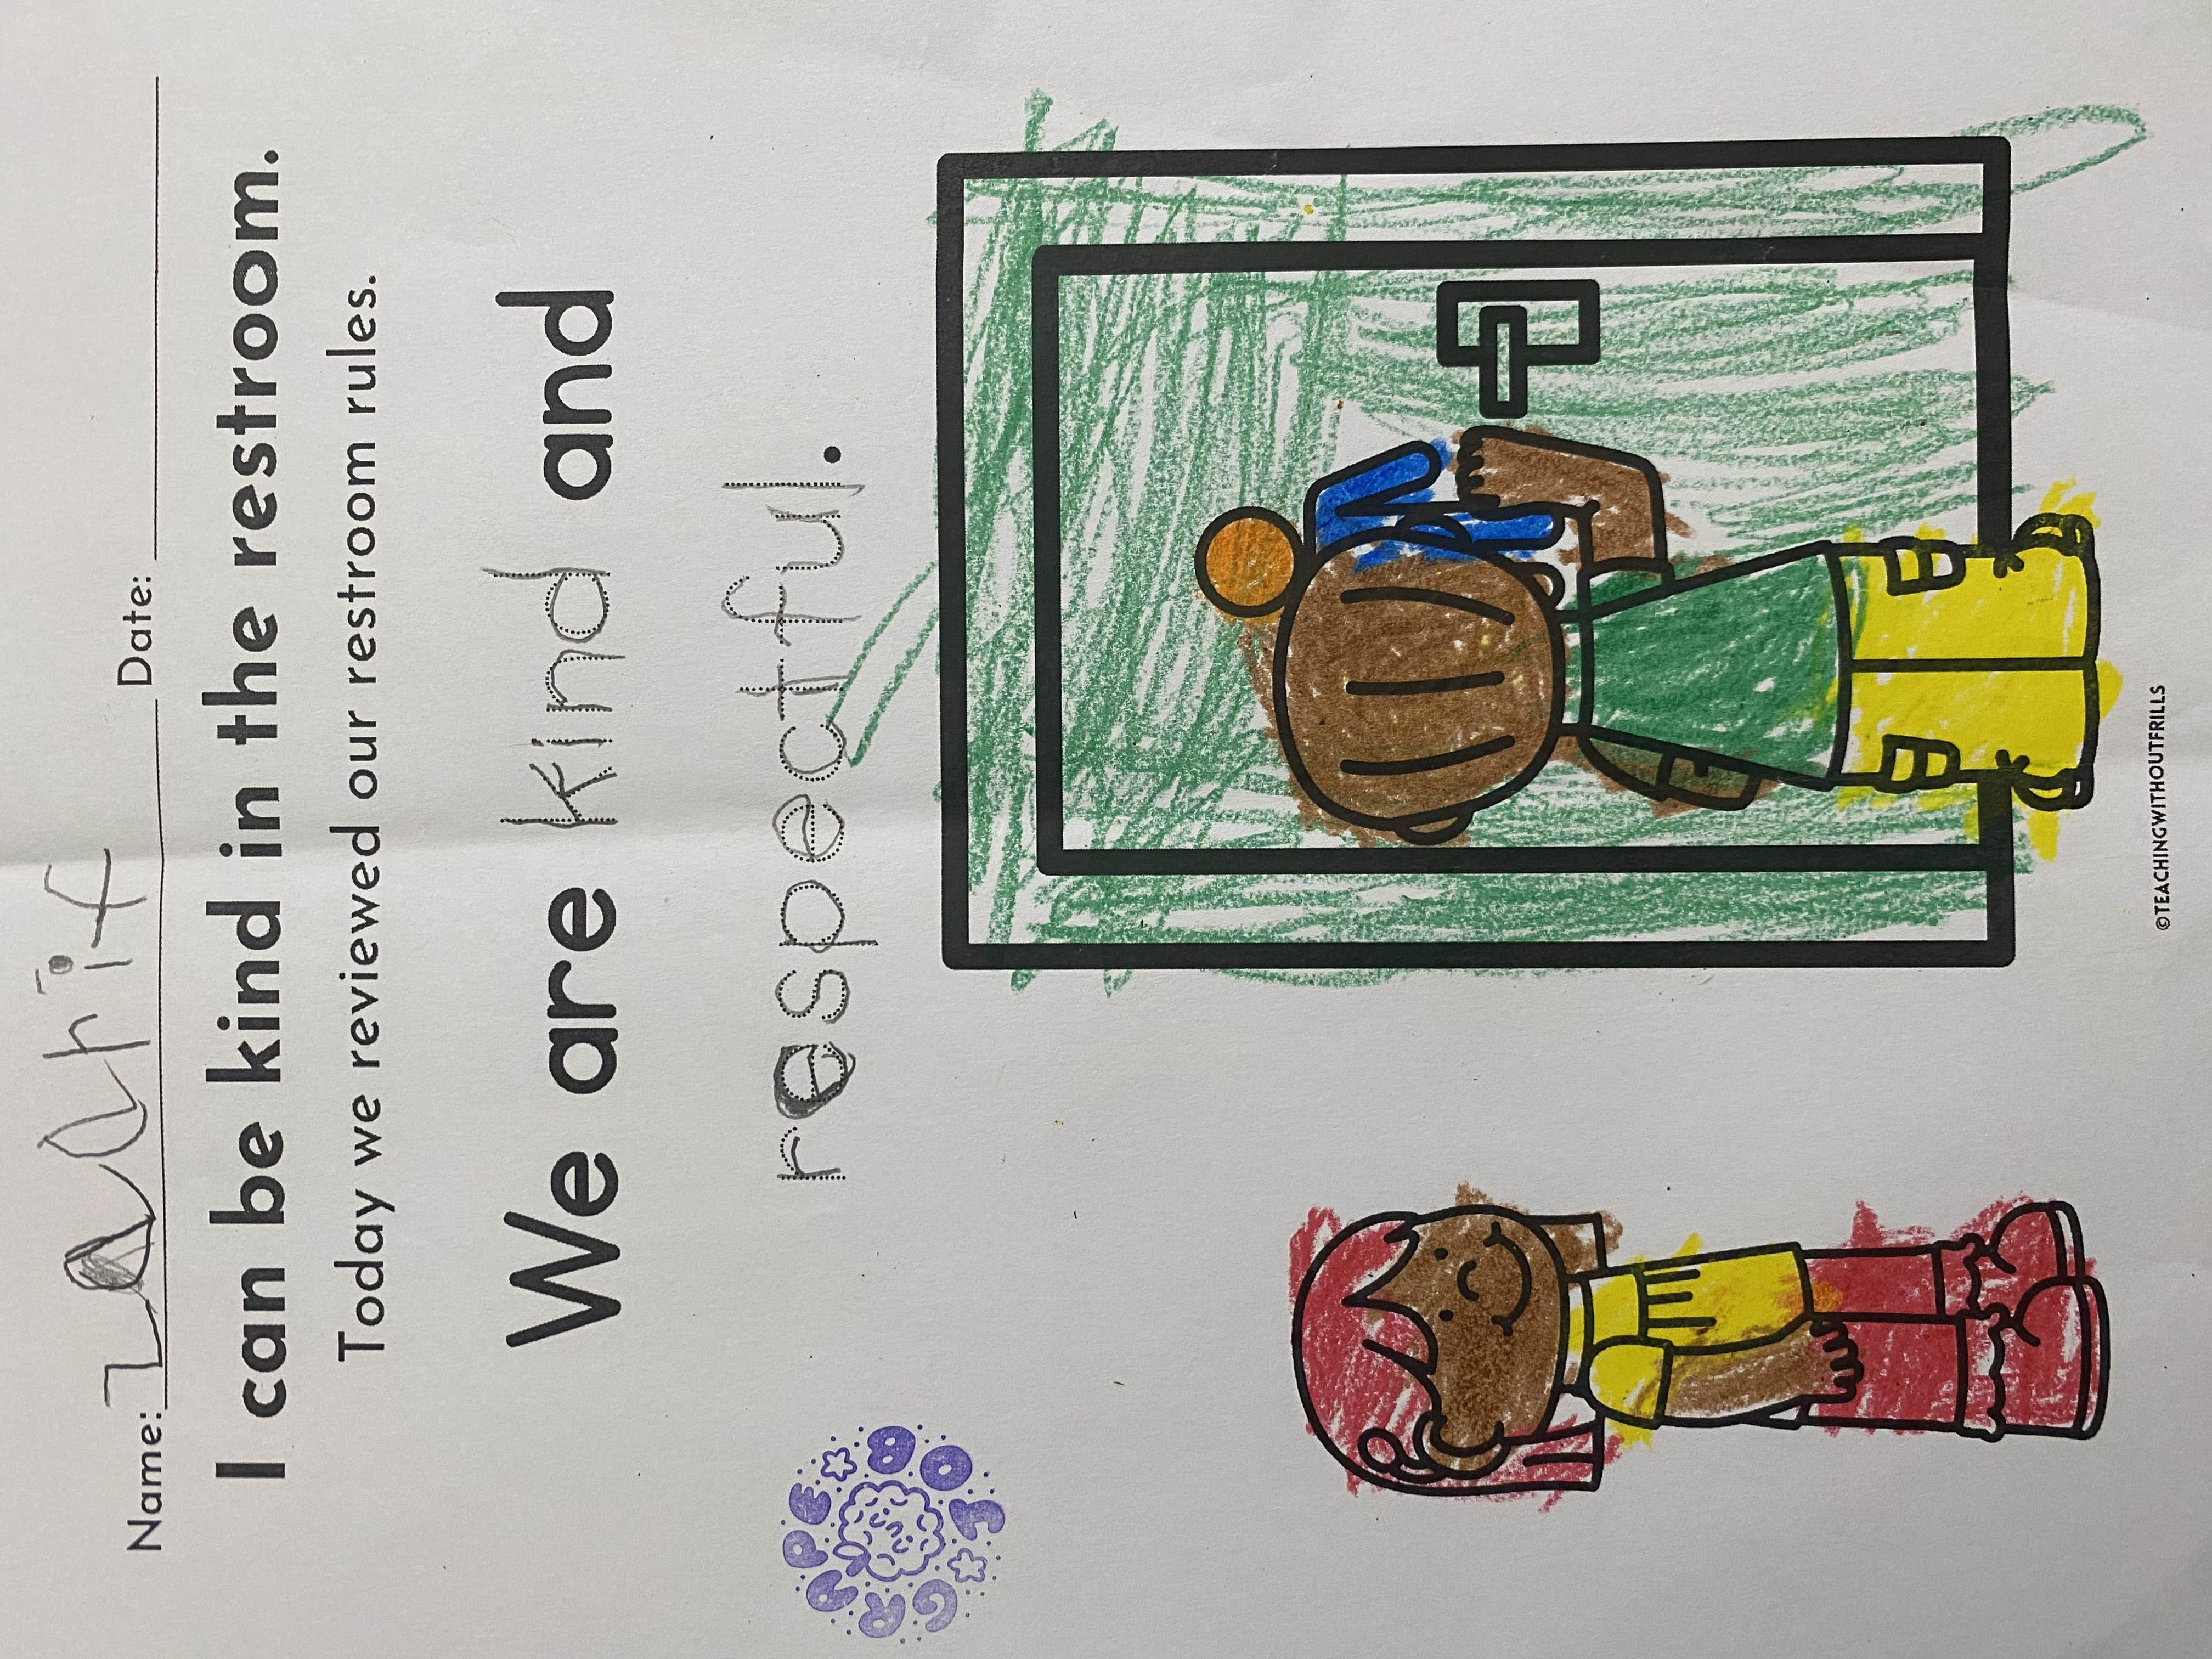 Name: Zachif Date:
I can be kind in the restroom.
Today we reviewed our restroom rules.
We are kind and
respectful.
GRAPE JOB
©TEACHINGWITHOUTFRILLS